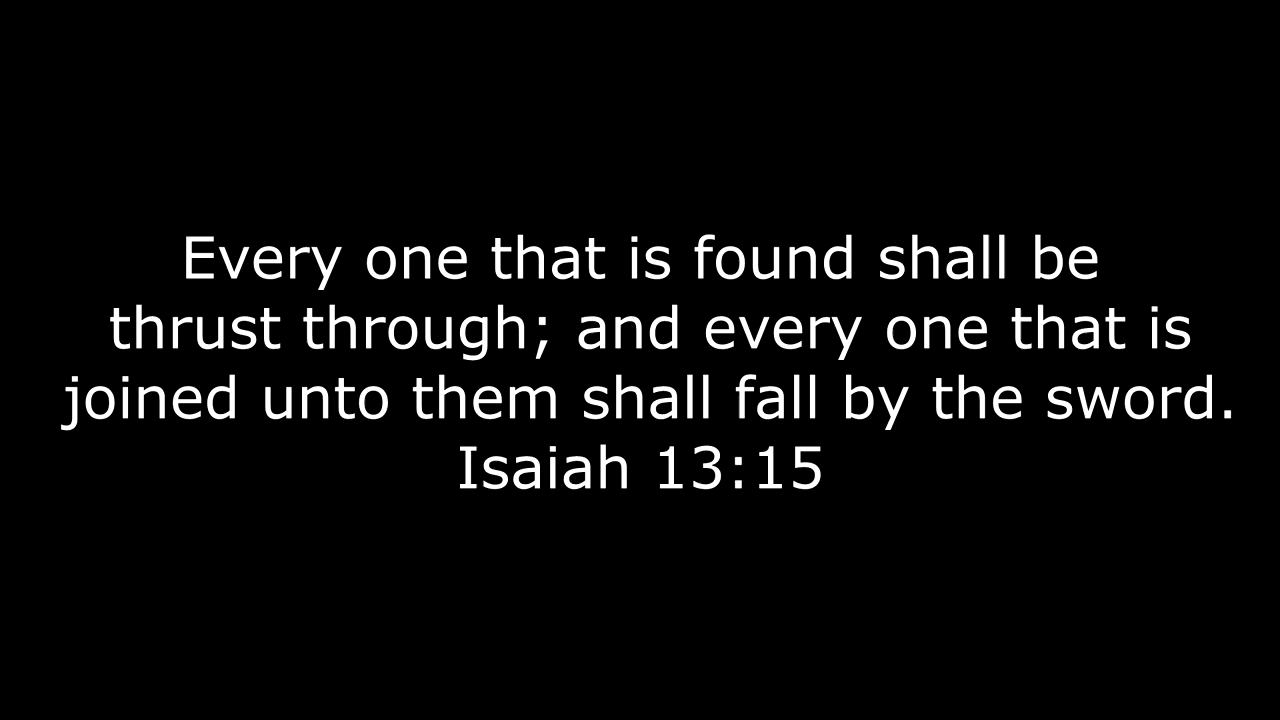 Every one that is found shall be
thrust through; and every one that is
joined unto them shall fall by the sword.
Isaiah 13:15